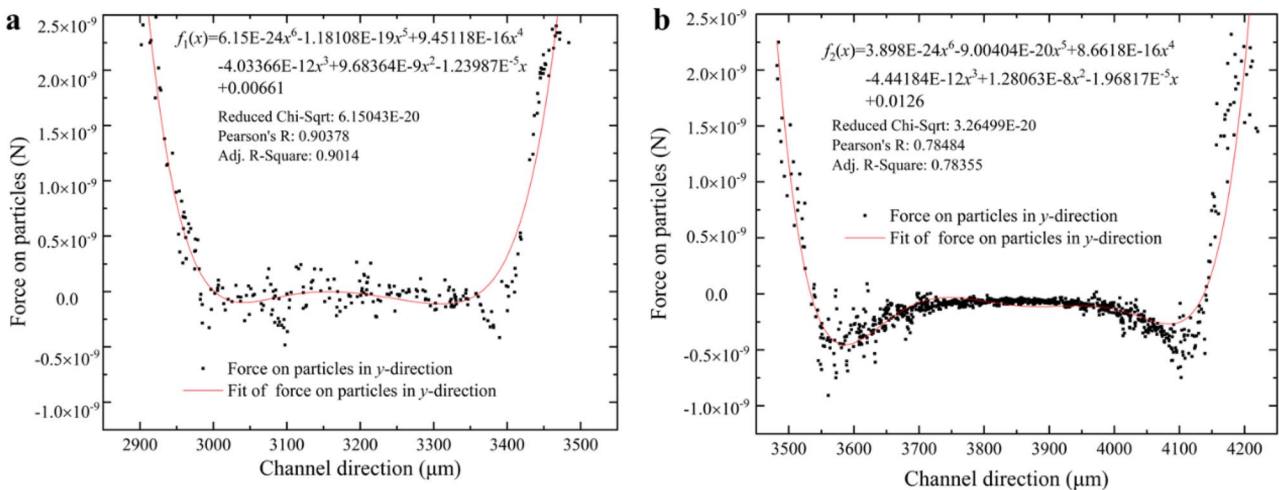 a
f₁(x)=6.15E-24x⁶-1.18108E-19x⁵+9.45118E-16x⁴
-4.03366E-12x³+9.68364E-9x²-1.23987E⁻⁵x
+0.00661
Reduced Chi-Sqrt: 6.15043E-20
Pearson's R: 0.90378
Adj. R-Square: 0.9014
Force on particles in y-direction
Fit of force on particles in y-direction
Force on particles (N)
2.5×10⁻⁹
2.0×10⁻⁹
1.5×10⁻⁹
1.0×10⁻⁹
0.5×10⁻⁹
0.0
-0.5×10⁻⁹
-1.0×10⁻⁹
2900 3000 3100 3200 3300 3400 3500
Channel direction (μm)
b
f₂(x)=3.898E-24x⁶-9.00404E-20x⁵+8.6618E-16x⁴
-4.44184E-12x³+1.28063E-8x²-1.96817E⁻⁵x
+0.0126
Reduced Chi-Sqrt: 3.26499E-20
Pearson's R: 0.78484
Adj. R-Square: 0.78355
Force on particles in y-direction
Fit of force on particles in y-direction
Force on particles (N)
2.5×10⁻⁹
2.0×10⁻⁹
1.5×10⁻⁹
1.0×10⁻⁹
0.5×10⁻⁹
0.0
-0.5×10⁻⁹
-1.0×10⁻⁹
3500 3600 3700 3800 3900 4000 4100 4200
Channel direction (μm)